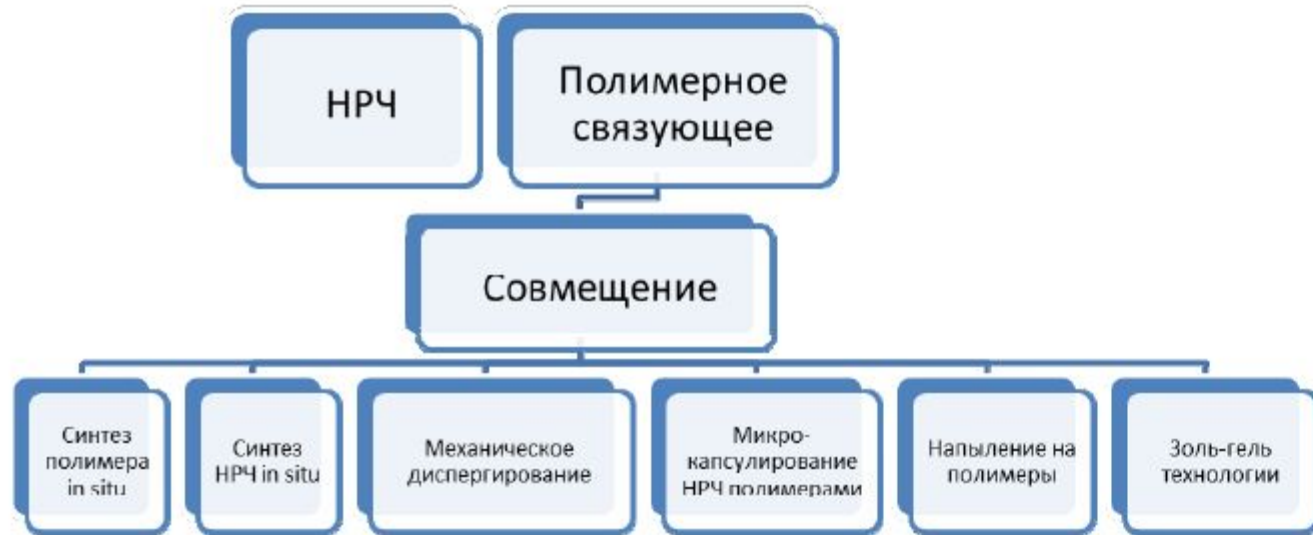 НРЧ
Полимерное
связующее
Совмещение
Синтез
полимера
in situ
Синтез
НРЧ in situ
Механическое
диспергирование
Микро-
капсулирование
НРЧ полимерами
Напыление на
полимеры
Золь-гель
технологии